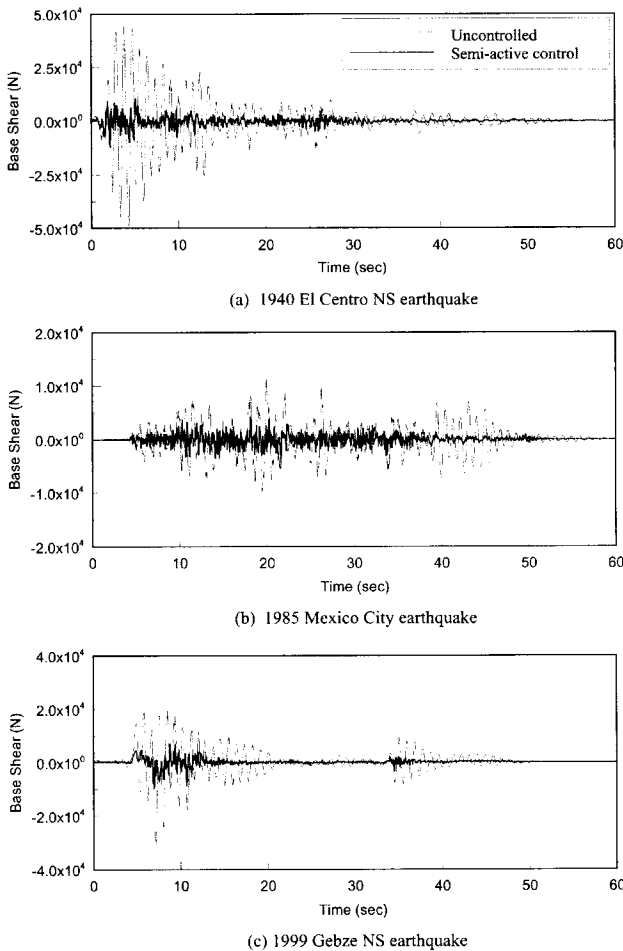 5.0x10⁴
Uncontrolled
Semi-active control
2.5x10⁴
0.0x10⁰
-2.5x10⁴
5.0x10⁴
Base Shear (N)
0 10 20 30 40 50 60
Time (sec)
(a) 1940 El Centro NS earthquake
2.0x10⁴
1.0x10⁴
0.0x10⁰
-1.0x10⁴
-2.0x10⁴
Base Shear (N)
0 10 20 30 40 50 60
Time (sec)
(b) 1985 Mexico City earthquake
4.0x10⁴
2.0x10⁴
0.0x10⁰
-2.0x10⁴
-4.0x10⁴
Base Shear (N)
0 10 20 30 40 50 60
Time (sec)
(c) 1999 Gebze NS earthquake